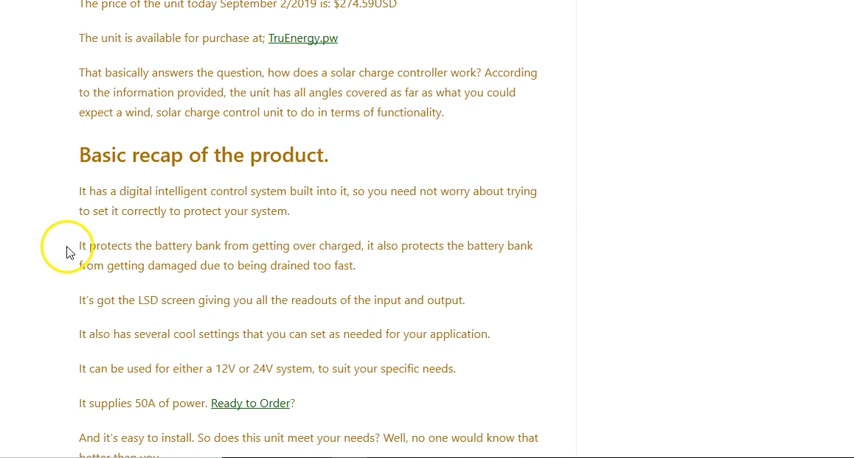 The price of the unit today September 2/2019 is: $274.59USD
The unit is available for purchase at; TruEnergy.pw
That basically answers the question, how does a solar charge controller work? According
to the information provided, the unit has all angles covered as far as what you could
expect a wind, solar charge control unit to do in terms of functionality.
Basic recap of the product.
It has a digital intelligent control system built into it, so you need not worry about trying
to set it correctly to protect your system.
It protects the battery bank from getting over charged, it also protects the battery bank
from getting damaged due to being drained too fast.
It's got the LSD screen giving you all the readouts of the input and output.
It also has several cool settings that you can set as needed for your application.
It can be used for either a 12V or 24V system, to suit your specific needs.
It supplies 50A of power. Ready to Order?
And it's easy to install. So does this unit meet your needs? Well, no one would know that
better than you